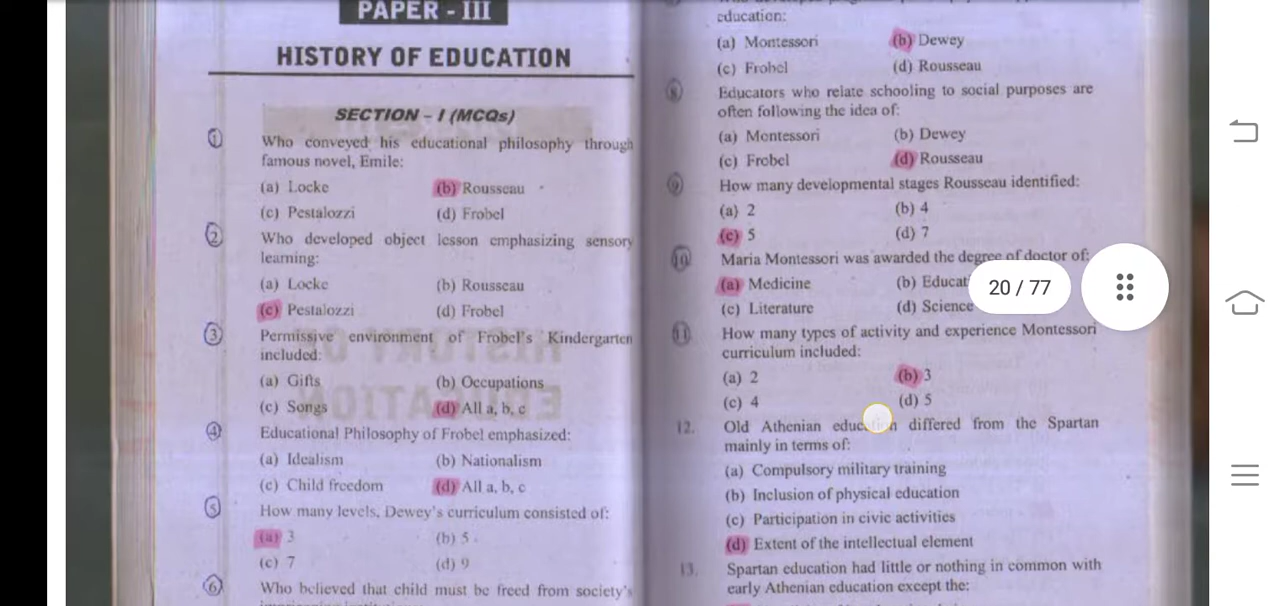 PAPER - III
HISTORY OF EDUCATION
SECTION - I (MCQs)
1 Who conveyed his educational philosophy through
famous novel, Emile:
(a) Locke (b) Rousseau
(c) Pestalozzi (d) Frobel
2 Who developed object lesson emphasizing sensory
learning:
(a) Locke (b) Rousseau
(c) Pestalozzi (d) Frobel
3 Permissive environment of Frobel's Kindergarten
included:
(a) Gifts (b) Occupations
(c) Songs (d) All a, b, c
4 Educational Philosophy of Frobel emphasized:
(a) Idealism (b) Nationalism
(c) Child freedom (d) All a, b, c
5 How many levels, Dewey's curriculum consisted of:
(a) 3 (b) 5
(c) 7 (d) 9
6 Who believed that child must be freed from society's
education:
(a) Montessori (b) Dewey
(c) Frobel (d) Rousseau
8 Educators who relate schooling to social purposes are
often following the idea of:
(a) Montessori (b) Dewey
(c) Frobel (d) Rousseau
9 How many developmental stages Rousseau identified:
(a) 2 (b) 4
(c) 5 (d) 7
10 Maria Montessori was awarded the degree of doctor of:
(a) Medicine (b) Educat
(c) Literature (d) Science
20 / 77
11 How many types of activity and experience Montessori
curriculum included:
(a) 2 (b) 3
(c) 4 (d) 5
12. Old Athenian education differed from the Spartan
mainly in terms of:
(a) Compulsory military training
(b) Inclusion of physical education
(c) Participation in civic activities
(d) Extent of the intellectual element
13. Spartan education had little or nothing in common with
early Athenian education except the: